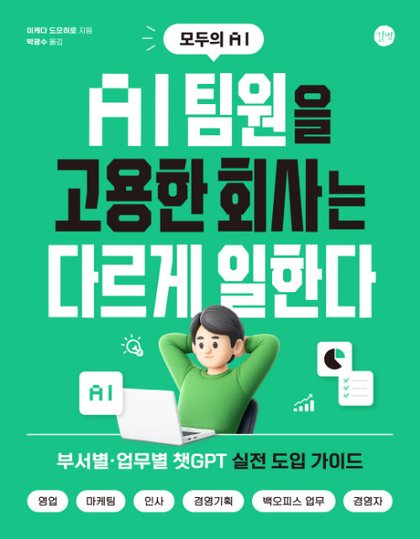 이케다 도모히로 지음
박광수 옮김
모두의 AI
길벗
AI 팀원을
고용한 회사는
다르게 일한다
AI
부서별·업무별 챗GPT 실전 도입 가이드
영업 마케팅 인사 경영기획 백오피스 업무 경영자